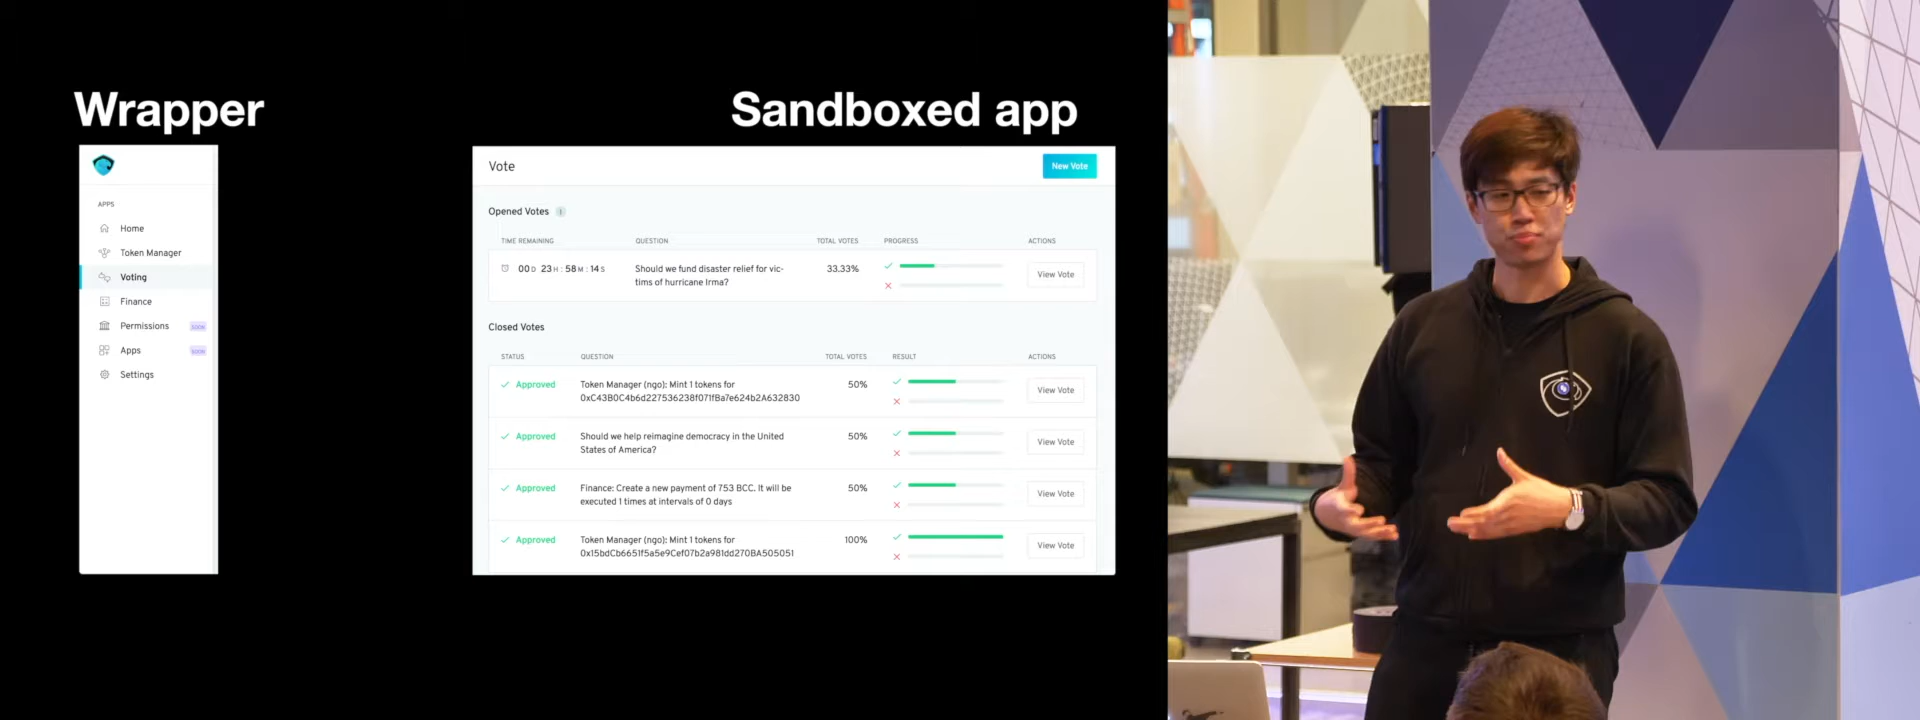 Wrapper
Sandboxed app
APPS
Home
Token Manager
Voting
Finance
Permissions SOON
Apps SOON
Settings
Vote
New Vote
Opened Votes
TIME REMAINING QUESTION TOTAL VOTES PROGRESS ACTIONS
00D 23H : 58M : 14S Should we fund disaster relief for vic- 33.33% View Vote
tims of hurricane Irma?
Closed Votes
STATUS QUESTION TOTAL VOTES RESULT ACTIONS
Approved Token Manager (ngo): Mint 1 tokens for 50% View Vote
0xC43B0C4b6d227536238f071fBa7e624b2A632830
Approved Should we help reimagine democracy in the United 50% View Vote
States of America?
Approved Finance: Create a new payment of 753 BCC. It will be 50% View Vote
executed 1 times at intervals of 0 days
Approved Token Manager (ngo): Mint 1 tokens for 100% View Vote
0x15bdCb6651f5a5e9Cef07b2a981dd270BA505051